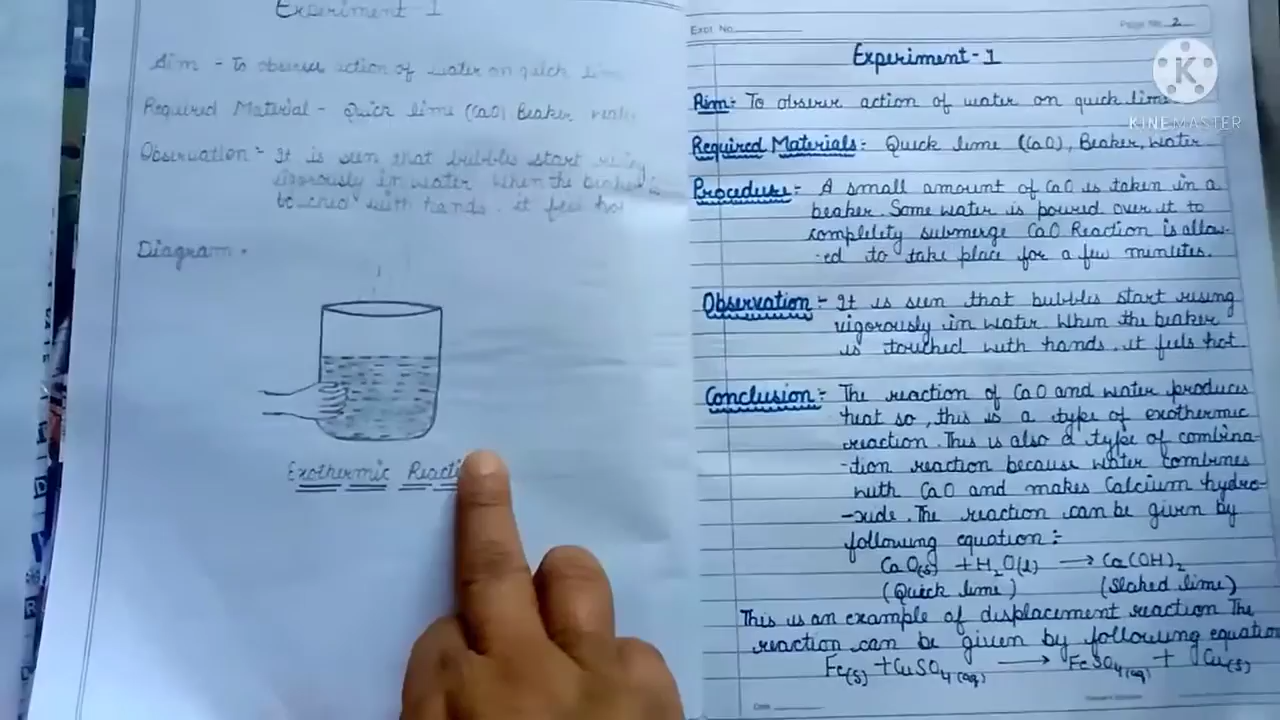 Experiment - 1
Aim - To observe action of water on quick lim
Required Material - Quick lime (CaO) Beaker
Observation :- It is seen that bubbles start
vigorously in water When the
with hands. it feels hot
Diagram -
Exothermic
Expt. No.
Page No. 2
Experiment - 1
Aim:- To observe action of water on quick lime
Required Materials:- Quick lime (CaO), Beaker, Water
Procedure:- A small amount of CaO is taken in a
beaker. Some water is poured over it to
completety submerge CaO Reaction is allow-
-ed to take place for a few minutes.
Observation :- It is seen that bubbles start rising
vigorously in water. When the beaker
is touched with hands. it feels hot
Conclusion :- The reaction of CaO and water produces
heat so, this is a type of exothermic
reaction. This is also a type of combina-
-tion reaction because water combines
with CaO and makes Calcium hydro-
-xide. The reaction can be given by
following equation :-
CaO(s) + H₂O(l) → Ca(OH)₂
(Quick lime) (Slaked lime)
This is an example of displacement reaction The
reaction can be given by following equation
Fe(s) + CuSO₄(aq) → FeSO₄(aq) + Cu(s)
K
KINEMASTER